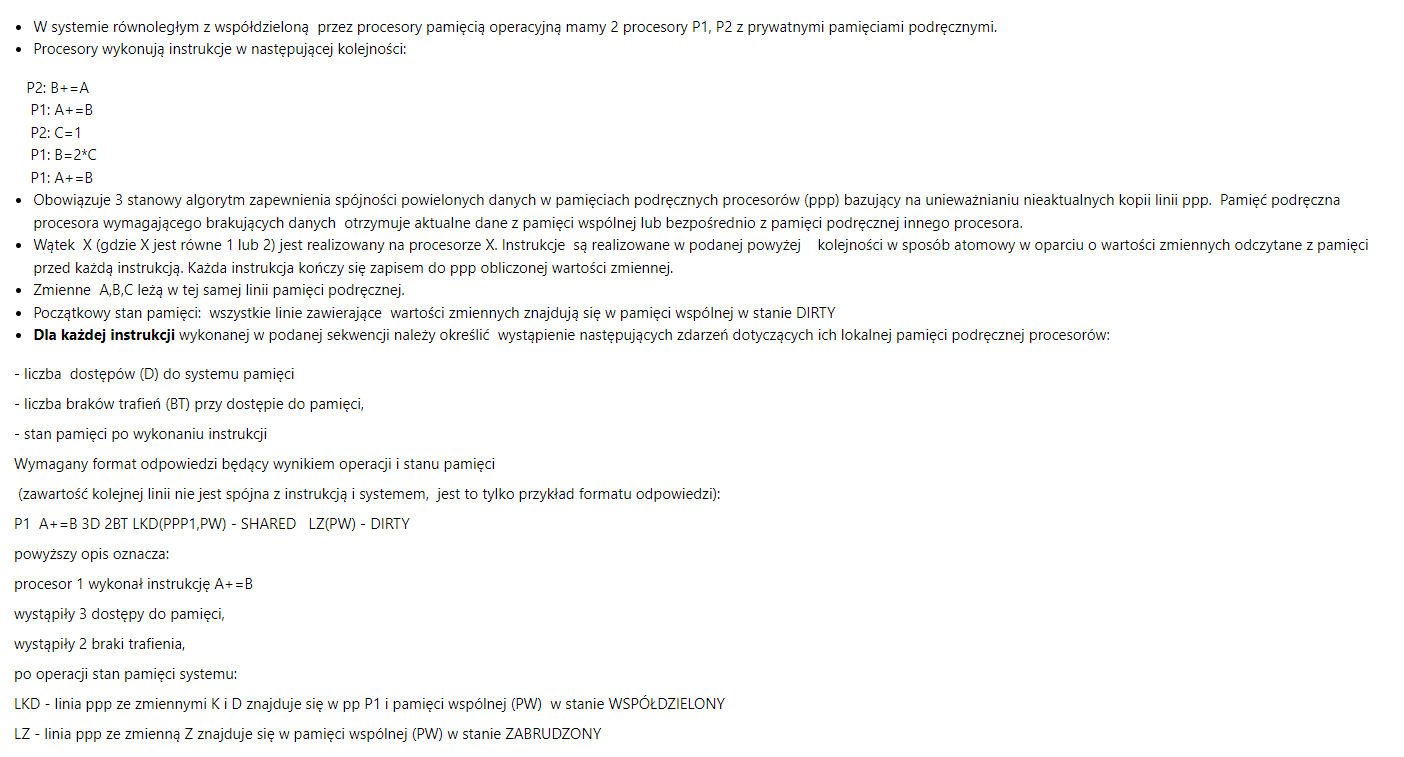 • W systemie równoległym z współdzieloną przez procesory pamięcią operacyjną mamy 2 procesory P1, P2 z prywatnymi pamięciami podręcznymi.
• Procesory wykonują instrukcje w następującej kolejności:
P2: B+=A
P1: A+=B
P2: C=1
P1: B=2*C
P1: A+=B
• Obowiązuje 3 stanowy algorytm zapewnienia spójności powielonych danych w pamięciach podręcznych procesorów (ppp) bazujący na unieważnianiu nieaktualnych kopii linii ppp. Pamięć podręczna
procesora wymagającego brakujących danych otrzymuje aktualne dane z pamięci wspólnej lub bezpośrednio z pamięci podręcznej innego procesora.
• Wątek X (gdzie X jest równe 1 lub 2) jest realizowany na procesorze X. Instrukcje są realizowane w podanej powyżej kolejności w sposób atomowy w oparciu o wartości zmiennych odczytane z pamięci
przed każdą instrukcją. Każda instrukcja kończy się zapisem do ppp obliczonej wartości zmiennej.
• Zmienne A,B,C leżą w tej samej linii pamięci podręcznej.
• Początkowy stan pamięci: wszystkie linie zawierające wartości zmiennych znajdują się w pamięci wspólnej w stanie DIRTY
• Dla każdej instrukcji wykonanej w podanej sekwencji należy określić wystąpienie następujących zdarzeń dotyczących ich lokalnej pamięci podręcznej procesorów:
- liczba dostępów (D) do systemu pamięci
- liczba braków trafień (BT) przy dostępie do pamięci,
- stan pamięci po wykonaniu instrukcji
Wymagany format odpowiedzi będący wynikiem operacji i stanu pamięci
(zawartość kolejnej linii nie jest spójna z instrukcją i systemem, jest to tylko przykład formatu odpowiedzi):
P1 A+=B 3D 2BT LKD(PPP1,PW) - SHARED LZ(PW) - DIRTY
powyższy opis oznacza:
procesor 1 wykonał instrukcję A+=B
wystąpiły 3 dostępy do pamięci,
wystąpiły 2 braki trafienia,
po operacji stan pamięci systemu:
LKD - linia ppp ze zmiennymi K i D znajduje się w pp P1 i pamięci wspólnej (PW) w stanie WSPÓŁDZIELONY
LZ - linia ppp ze zmienną Z znajduje się w pamięci wspólnej (PW) w stanie ZABRUDZONY